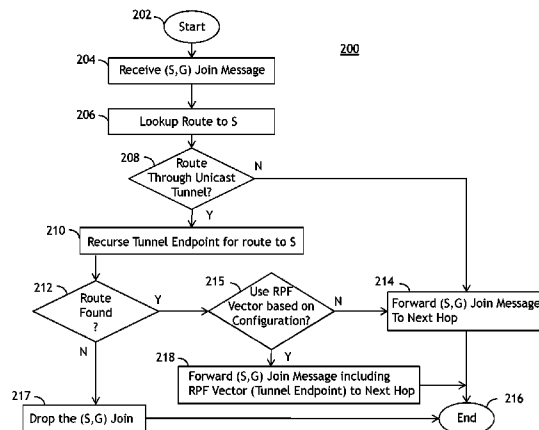 202
Start
200
204
Receive (S,G) Join Message
206
Lookup Route to S
208
Route
Through Unicast
Tunnel?
N
Y
210
Recurse Tunnel Endpoint for route to S
212
Route
Found
?
Y
N
215
Use RPF
Vector based on
Configuration?
N
Y
214
Forward (S,G) Join Message
To Next Hop
218
Forward (S,G) Join Message including
RPF Vector (Tunnel Endpoint) to Next Hop
217
Drop the (S,G) Join
End
216